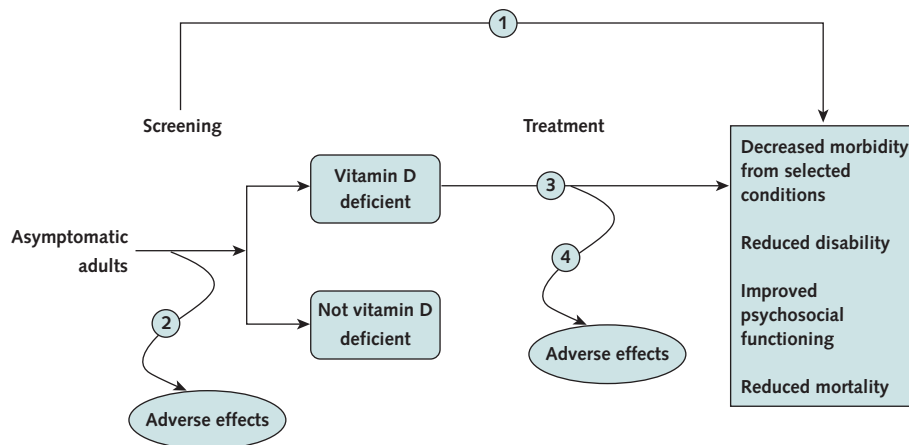 1
Screening
Treatment
Vitamin D
deficient
3
Decreased morbidity
from selected
conditions
Reduced disability
Improved
psychosocial
functioning
Reduced mortality
Asymptomatic
adults
4
2
Not vitamin D
deficient
Adverse effects
Adverse effects